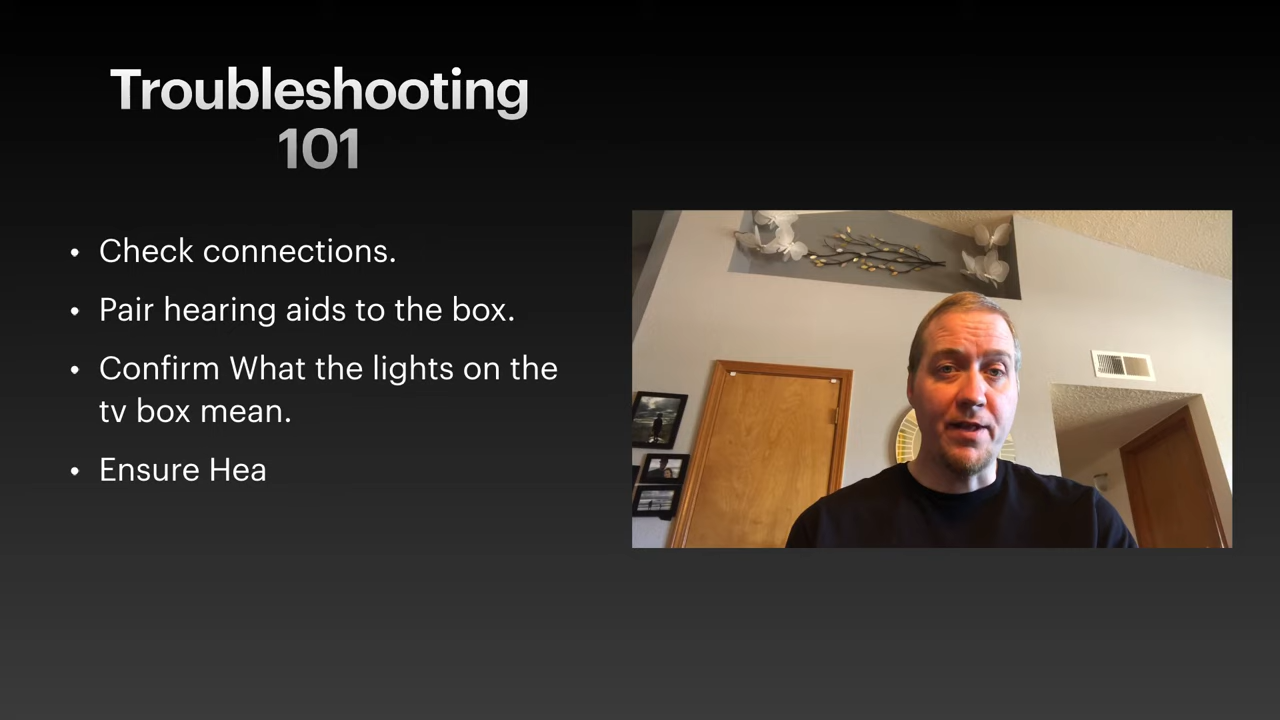 Troubleshooting
101
• Check connections.
• Pair hearing aids to the box.
• Confirm What the lights on the
tv box mean.
• Ensure Hea